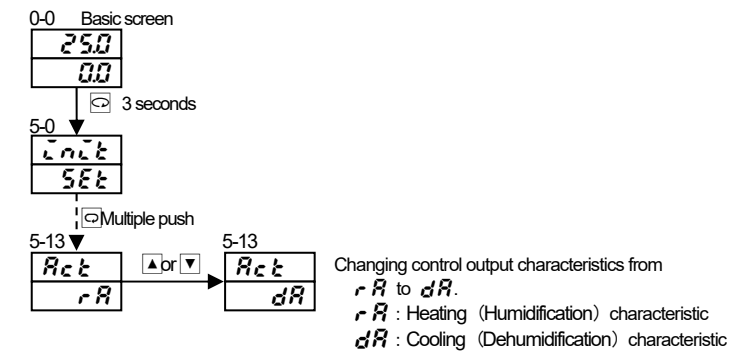 0-0 Basic screen
25.0
0.0
3 seconds
5-0
init
SEt
Multiple push
5-13
Act
rA
▲ or ▼
5-13
Act
dA
Changing control output characteristics from
rA to dA.
rA : Heating (Humidification) characteristic
dA : Cooling (Dehumidification) characteristic